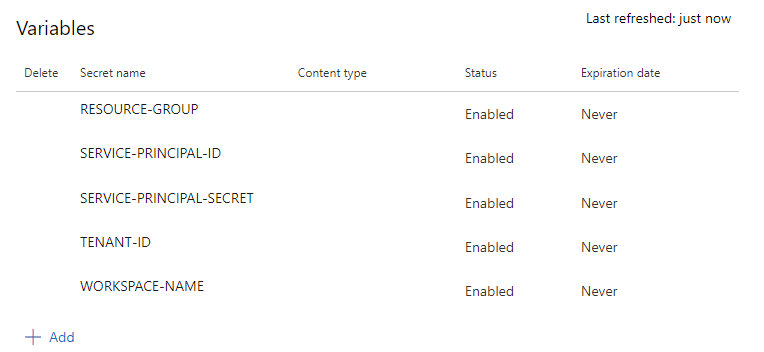 Variables
Last refreshed: just now
Delete Secret name Content type Status Expiration date
RESOURCE-GROUP Enabled Never
SERVICE-PRINCIPAL-ID Enabled Never
SERVICE-PRINCIPAL-SECRET Enabled Never
TENANT-ID Enabled Never
WORKSPACE-NAME Enabled Never
+ Add